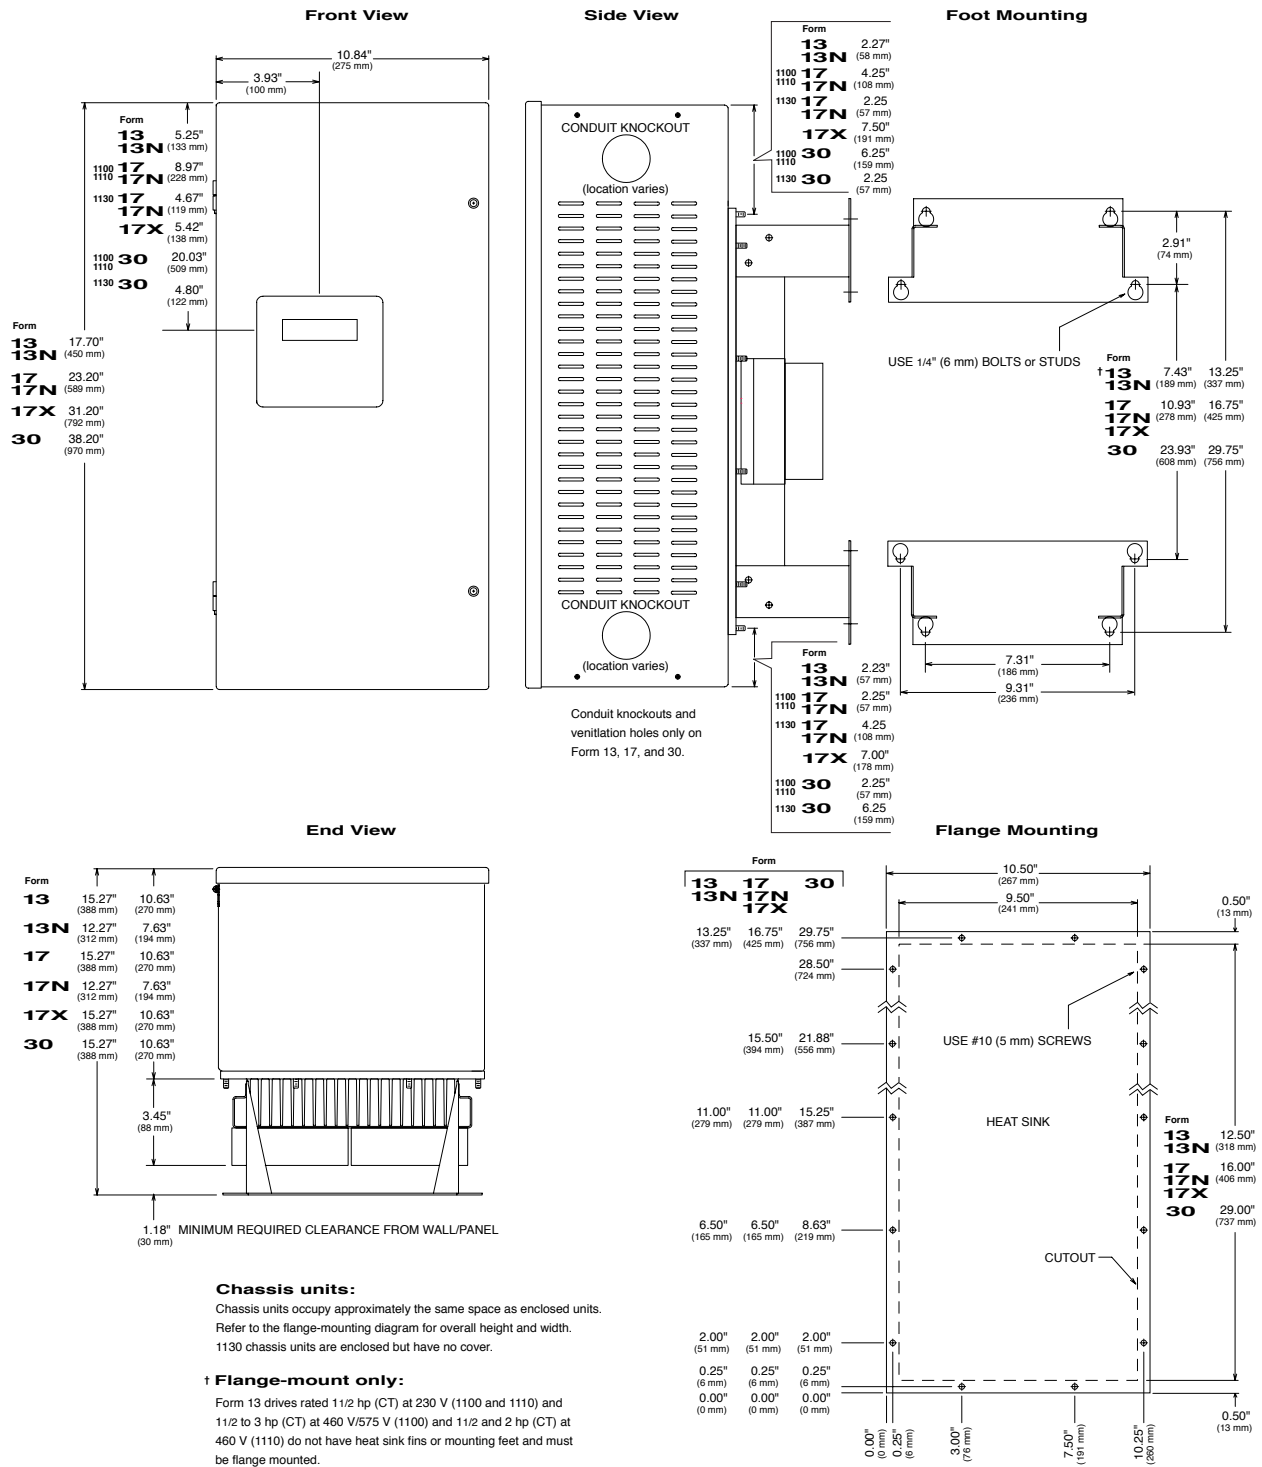 Front View
10.84"
(275 mm)
3.93"
(100 mm)
Form
13 5.25"
13N (133 mm)
1100 17 8.97"
1110 17N (228 mm)
1130 17 4.67"
17N (119 mm)
17X 5.42"
(138 mm)
1100 30 20.03"
1110 (509 mm)
1130 30 4.80"
(122 mm)
Form
13 17.70"
13N (450 mm)
17 23.20"
17N (589 mm)
17X 31.20"
(792 mm)
30 38.20"
(970 mm)
Side View
CONDUIT KNOCKOUT
(location varies)
CONDUIT KNOCKOUT
(location varies)
Conduit knockouts and
venitlation holes only on
Form 13, 17, and 30.
Form
13 2.27"
13N (58 mm)
1100 17 4.25"
1110 17N (108 mm)
1130 17 2.25
17N (57 mm)
17X 7.50"
(191 mm)
1100 30 6.25"
1110 (159 mm)
1130 30 2.25
(57 mm)
Form
13 2.23"
13N (57 mm)
1100 17 2.25"
1110 17N (57 mm)
1130 17 4.25
17N (108 mm)
17X 7.00"
(178 mm)
1100 30 2.25"
1110 (57 mm)
1130 30 6.25
(159 mm)
Foot Mounting
2.91"
(74 mm)
USE 1/4" (6 mm) BOLTS or STUDS
Form
†13 7.43" 13.25"
13N (189 mm) (337 mm)
17 10.93" 16.75"
17N (278 mm) (425 mm)
17X
30 23.93" 29.75"
(608 mm) (756 mm)
7.31"
(186 mm)
9.31"
(236 mm)
End View
Form
13 15.27" 10.63"
(388 mm) (270 mm)
13N 12.27" 7.63"
(312 mm) (194 mm)
17 15.27" 10.63"
(388 mm) (270 mm)
17N 12.27" 7.63"
(312 mm) (194 mm)
17X 15.27" 10.63"
(388 mm) (270 mm)
30 15.27" 10.63"
(388 mm) (270 mm)
3.45"
(88 mm)
1.18" MINIMUM REQUIRED CLEARANCE FROM WALL/PANEL
(30 mm)
Chassis units:
Chassis units occupy approximately the same space as enclosed units.
Refer to the flange-mounting diagram for overall height and width.
1130 chassis units are enclosed but have no cover.
† Flange-mount only:
Form 13 drives rated 11/2 hp (CT) at 230 V (1100 and 1110) and
11/2 to 3 hp (CT) at 460 V/575 V (1100) and 11/2 and 2 hp (CT) at
460 V (1110) do not have heat sink fins or mounting feet and must
be flange mounted.
Flange Mounting
Form
13 17 30
13N 17N
17X
10.50"
(267 mm)
9.50"
(241 mm)
0.50"
(13 mm)
13.25" 16.75" 29.75"
(337 mm) (425 mm) (756 mm)
28.50"
(724 mm)
15.50" 21.88"
(394 mm) (556 mm)
USE #10 (5 mm) SCREWS
11.00" 11.00" 15.25"
(279 mm) (279 mm) (387 mm)
HEAT SINK
Form
13 12.50"
13N (318 mm)
17 16.00"
17N (406 mm)
17X
30 29.00"
(737 mm)
6.50" 6.50" 8.63"
(165 mm) (165 mm) (219 mm)
CUTOUT
2.00" 2.00" 2.00"
(51 mm) (51 mm) (51 mm)
0.25" 0.25" 0.25"
(6 mm) (6 mm) (6 mm)
0.00" 0.00" 0.00"
(0 mm) (0 mm) (0 mm)
0.50"
(13 mm)
0.00"
(0 mm)
0.25"
(6 mm)
3.00"
(76 mm)
7.50"
(191 mm)
10.25"
(260 mm)